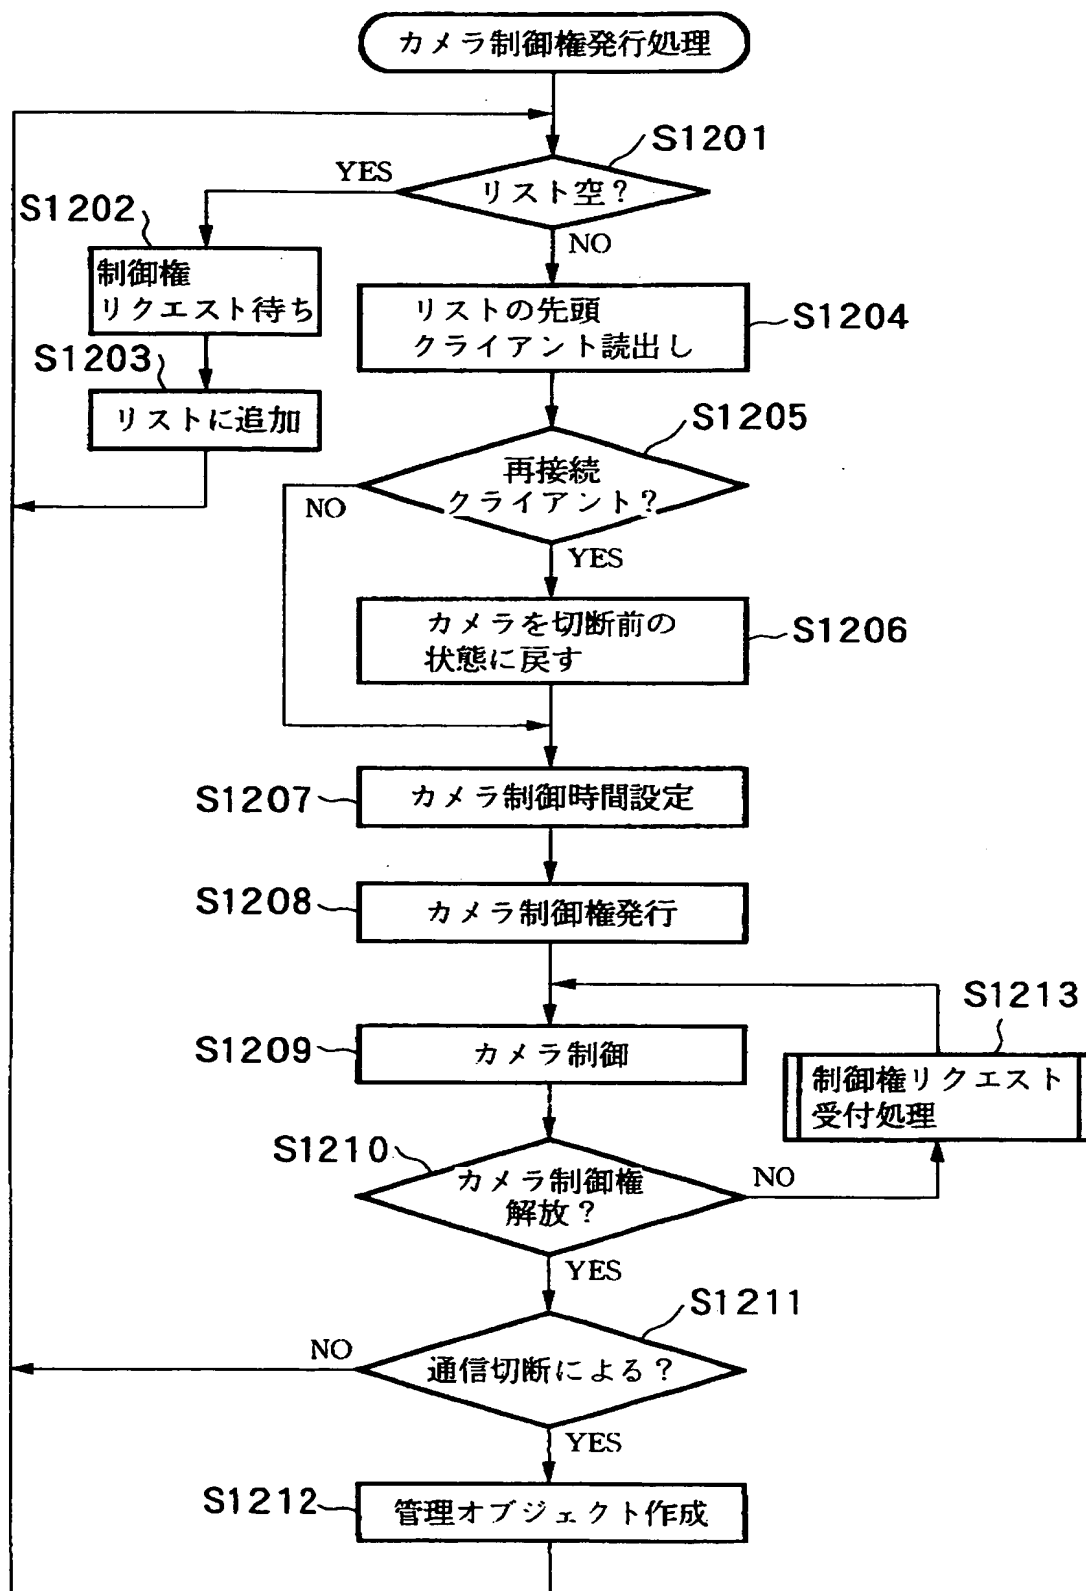 カメラ制御権発行処理
S1201
YES
リスト空?
S1202
NO
制御権
リクエスト待ち
リストの先頭
クライアント読出し
S1204
S1203
リストに追加
S1205
再接続
クライアント?
NO
YES
カメラを切断前の
状態に戻す
S1206
S1207
カメラ制御時間設定
S1208
カメラ制御権発行
S1213
S1209
カメラ制御
制御権リクエスト
受付処理
S1210
カメラ制御権
解放?
NO
YES
S1211
NO
通信切断による?
YES
S1212
管理オブジェクト作成